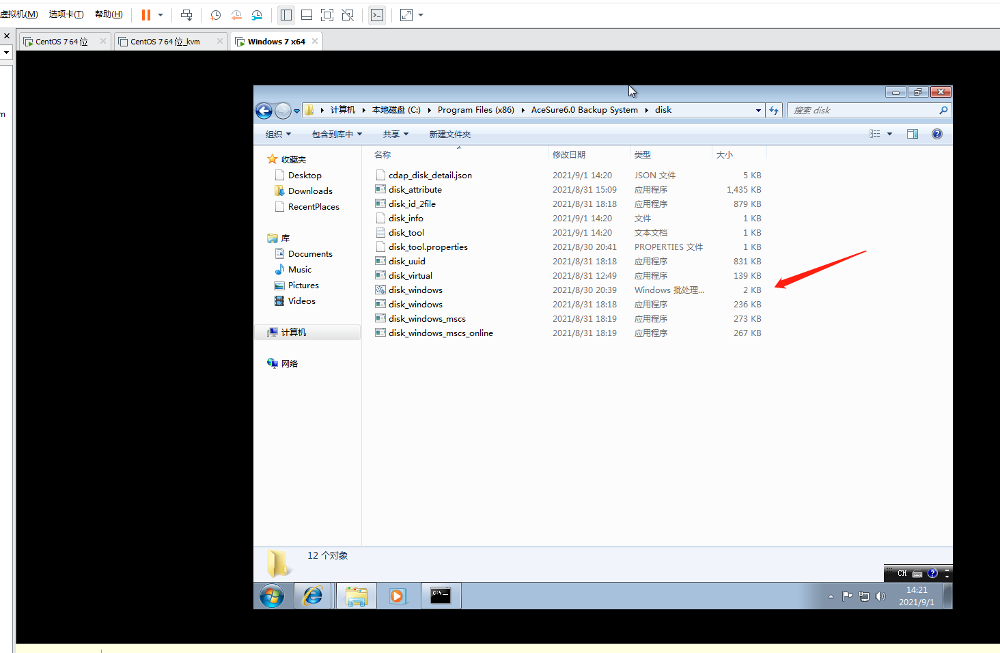 虚拟机(M) 选项卡(T) 帮助(H)
CentOS 7 64 位 CentOS 7 64 位_kvm Windows 7 x64
m
计算机 本地磁盘 (C:) Program Files (x86) AceSure6.0 Backup System disk 搜索 disk
组织 包含到库中 共享 新建文件夹
名称 修改日期 类型 大小
收藏夹
Desktop
Downloads
RecentPlaces
库
Documents
Music
Pictures
Videos
计算机
网络
cdap_disk_detail.json 2021/9/1 14:20 JSON 文件 5 KB
disk_attribute 2021/8/31 15:09 应用程序 1,435 KB
disk_id_2file 2021/8/31 18:18 应用程序 879 KB
disk_info 2021/9/1 14:20 文件 1 KB
disk_tool 2021/9/1 14:20 文本文档 1 KB
disk_tool.properties 2021/8/30 20:41 PROPERTIES 文件 1 KB
disk_uuid 2021/8/31 18:18 应用程序 831 KB
disk_virtual 2021/8/31 12:49 应用程序 139 KB
disk_windows 2021/8/30 20:39 Windows 批处理... 2 KB
disk_windows 2021/8/31 18:18 应用程序 236 KB
disk_windows_mscs 2021/8/31 18:19 应用程序 273 KB
disk_windows_mscs_online 2021/8/31 18:19 应用程序 267 KB
12 个对象
CH
C:\_
14:21
2021/9/1